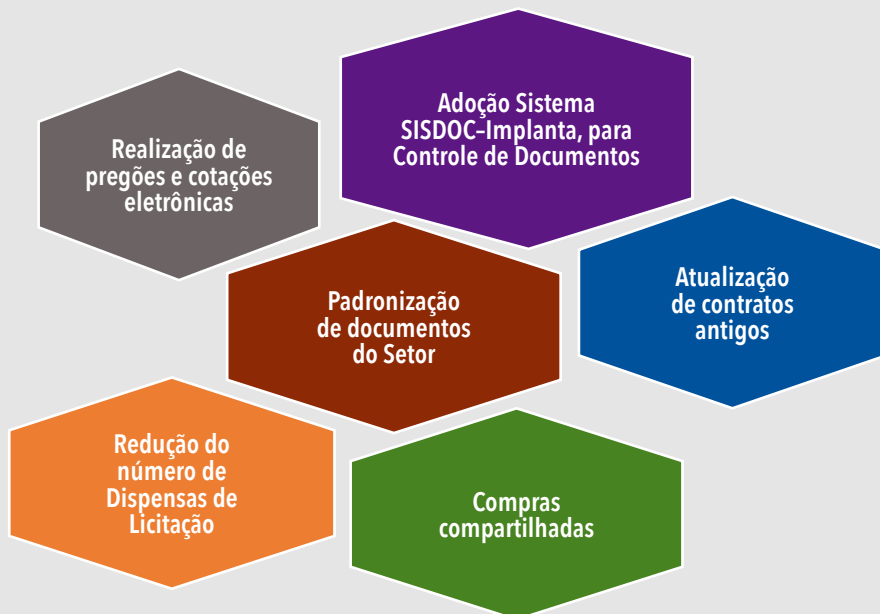 Adoção Sistema
SISDOC–Implanta, para
Controle de Documentos
Realização de
pregões e cotações
eletrônicas
Atualização
de contratos
antigos
Padronização
de documentos
do Setor
Redução do
número de
Dispensas de
Licitação
Compras
compartilhadas